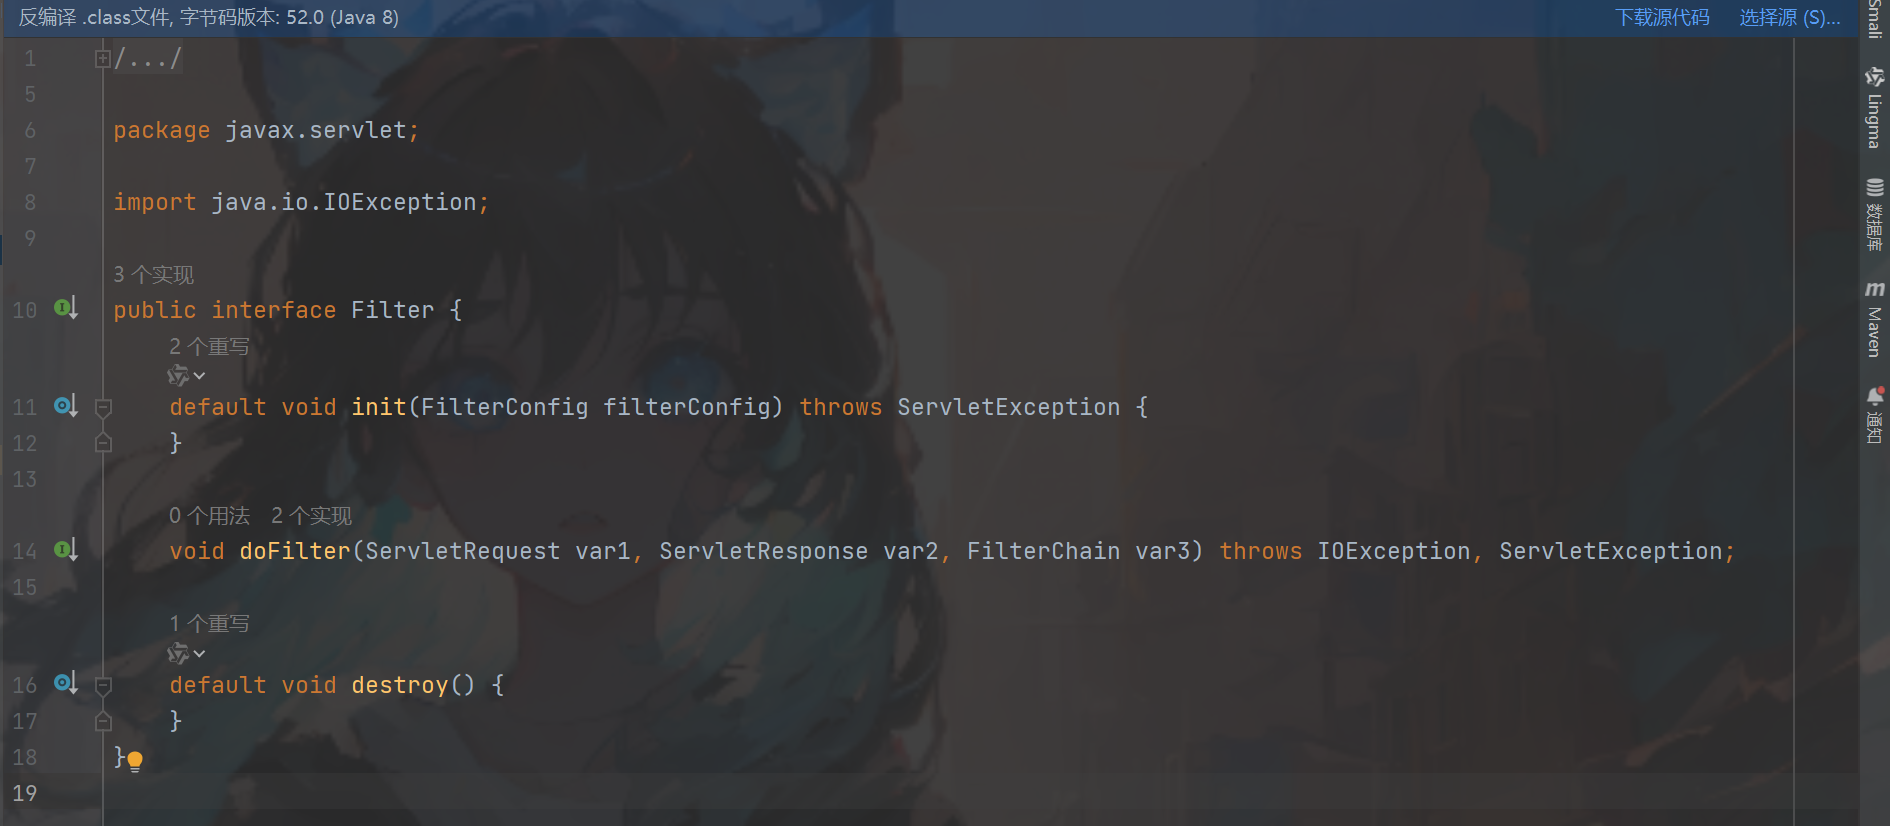 反编译 .class文件, 字节码版本: 52.0 (Java 8)
下载源代码
选择源 (S)...
1 /.../
5
6 package javax.servlet;
7
8 import java.io.IOException;
9
3 个实现
10 public interface Filter {
2 个重写
11 default void init(FilterConfig filterConfig) throws ServletException {
12 }
13
0 个用法 2 个实现
14 void doFilter(ServletRequest var1, ServletResponse var2, FilterChain var3) throws IOException, ServletException;
15
1 个重写
16 default void destroy() {
17 }
18 }
19
Smali
Lingma
数据库
Maven
通知